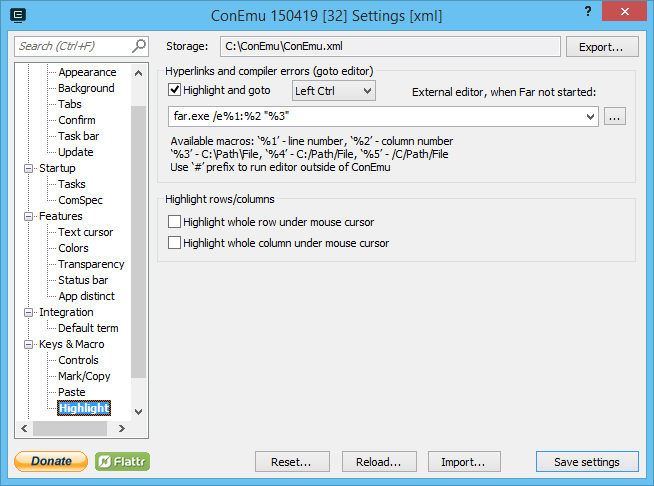 ConEmu 150419 [32] Settings [xml]
?
Search (Ctrl+F)
Storage:
C:\ConEmu\ConEmu.xml
Export...
Appearance
Background
Tabs
Confirm
Task bar
Update
Startup
Tasks
ComSpec
Features
Text cursor
Colors
Transparency
Status bar
App distinct
Integration
Default term
Keys & Macro
Controls
Mark/Copy
Paste
Highlight
Hyperlinks and compiler errors (goto editor)
Highlight and goto
Left Ctrl
External editor, when Far not started:
far.exe /e%1:%2 "%3"
...
Available macros: '%1' - line number, '%2' - column number
'%3' - C:\Path\File, '%4' - C:/Path/File, '%5' - /C/Path/File
Use '#' prefix to run editor outside of ConEmu
Highlight rows/columns
Highlight whole row under mouse cursor
Highlight whole column under mouse cursor
Donate
Flattr
Reset...
Reload...
Import...
Save settings